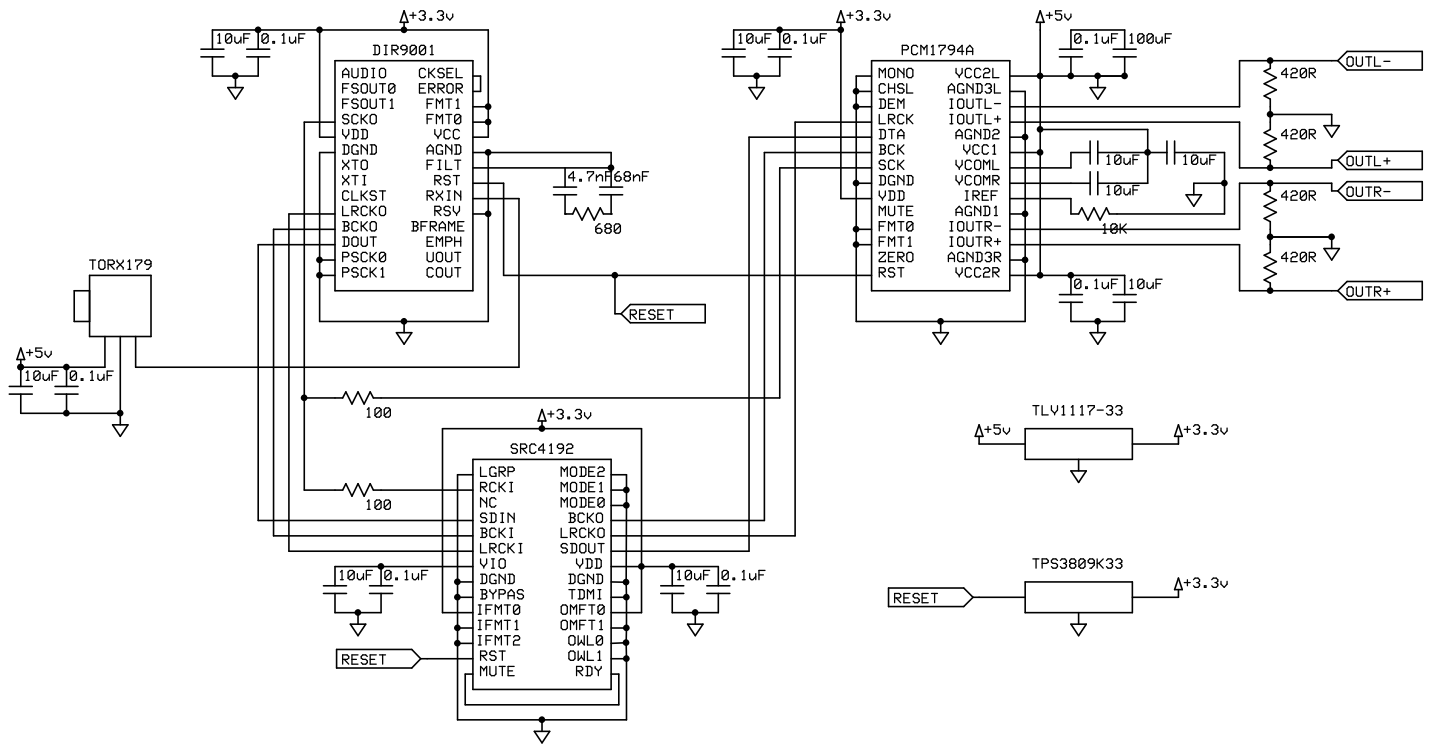 +3.3v
10uF 0.1uF
DIR9001
AUDIO CKSEL
FSOUT0 ERROR
FSOUT1 FMT1
SCKO FMT0
VDD VCC
DGND AGND
XTO FILT
XTI RST
CLKST RXIN
LRCKO RSV
BCKO BFRAME
DOUT EMPH
PSCK0 UOUT
PSCK1 COUT
4.7nF 68nF
680
RESET
TORX179
+5v
10uF 0.1uF
100
100
+3.3v
10uF 0.1uF
PCM1794A
MONO VCC2L
CHSL AGND3L
DEM IOUTL-
LRCK IOUTL+
DTA AGND2
BCK VCC1
SCK VCOML
DGND VCOMR
VDD IREF
MUTE AGND1
FMT0 IOUTR-
FMT1 IOUTR+
ZERO AGND3R
RST VCC2R
+5v
0.1uF 100uF
10uF 10uF
10uF
10K
0.1uF 10uF
420R
420R
420R
420R
OUTL-
OUTL+
OUTR-
OUTR+
+3.3v
SRC4192
LGRP MODE2
RCKI MODE1
NC MODE0
SDIN BCKO
BCKI LRCKO
LRCKI SDOUT
VIO VDD
DGND DGND
BYPAS TDMI
IFMT0 OMFT0
IFMT1 OMFT1
IFMT2 OWL0
RST OWL1
MUTE RDY
10uF 0.1uF
10uF 0.1uF
RESET
TLV1117-33
+5v +3.3v
TPS3809K33
RESET +3.3v